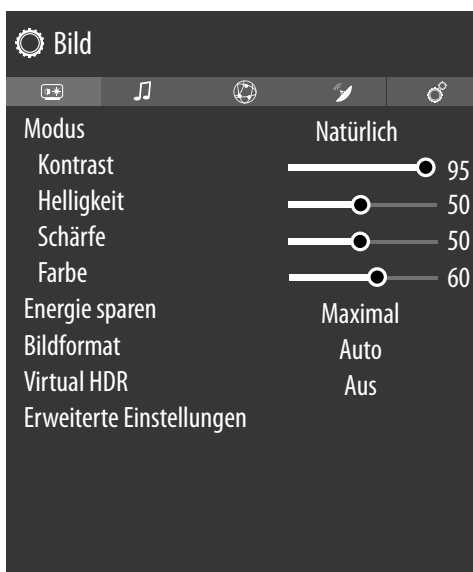 Bild
Modus Natürlich
Kontrast 95
Helligkeit 50
Schärfe 50
Farbe 60
Energie sparen Maximal
Bildformat Auto
Virtual HDR Aus
Erweiterte Einstellungen